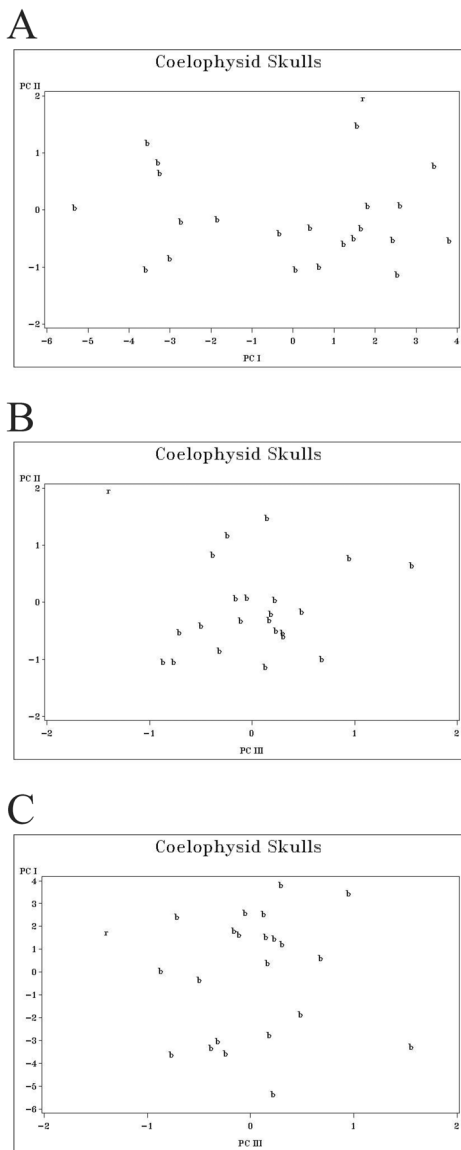 A
Coelophysid Skulls
PC II
2 r
b
b
1
b b
b
0 b b b
b b
b b b
b b b b
b
-1 b b b b
b
-2
-6 -5 -4 -3 -2 -1 0 1 2 3 4
PC I
B
Coelophysid Skulls
PC II
2 r
b
b
1
b b
b
0 b b b
b b
b b b
b b b b
b
b
-1 b b b
b
-2
-2 -1 0 1 2
PC III
C
Coelophysid Skulls
PC I
4 b
b
3
b b b
2
r b b b b
1 b
b b
0 b
b
-1
-2 b
-3 b
b b b
b b
-4
-5
b
-6
-2 -1 0 1 2
PC III